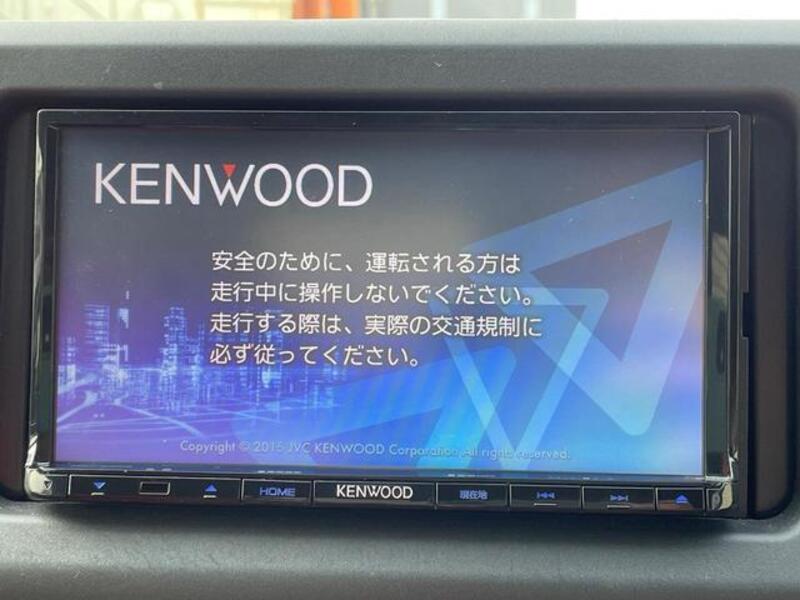 KENWOOD
安全のために、運転される方は
走行中に操作しないでください。
走行する際は、実際の交通規制に
必ず従ってください。
Copyright © 2015 JVC KENWOOD Corporation All rights reserved.
HOME
KENWOOD
現在地